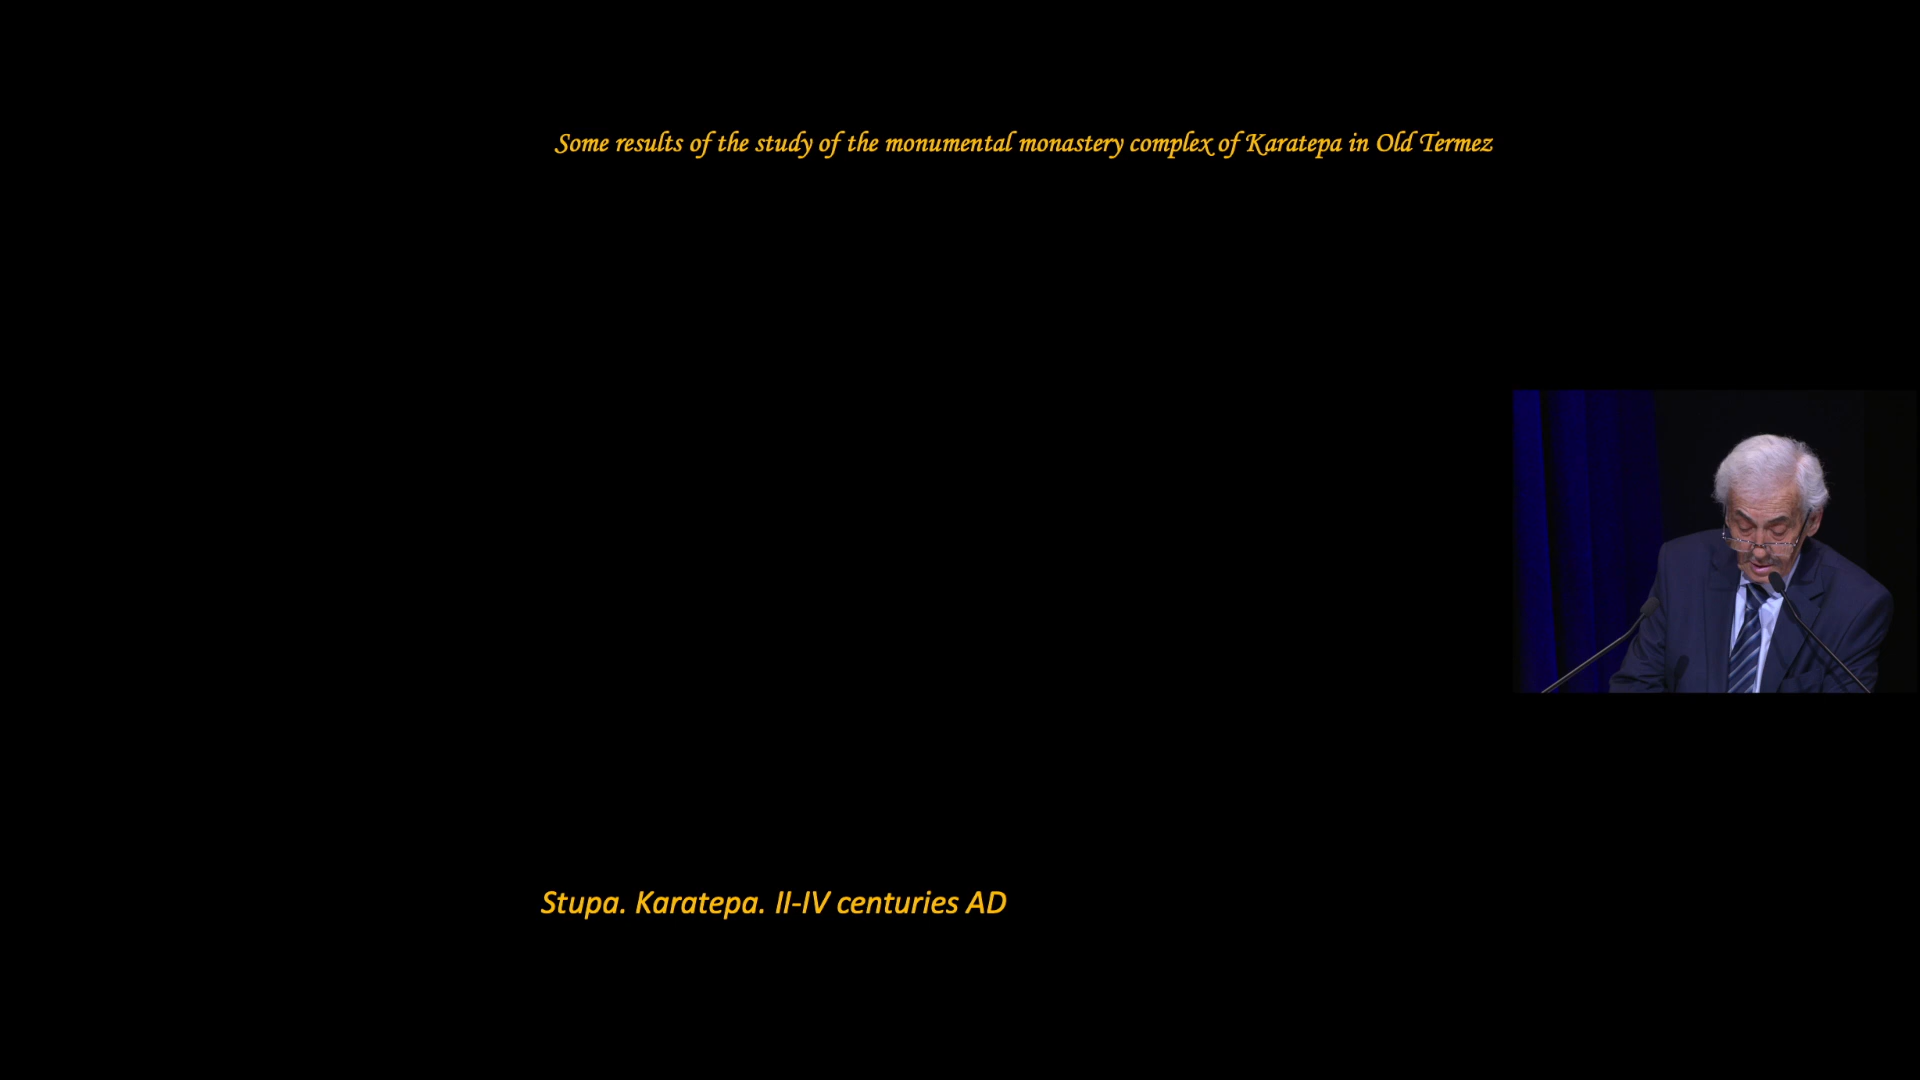 Some results of the study of the monumental monastery complex of Karatepa in Old Termez
Stupa. Karatepa. II-IV centuries AD